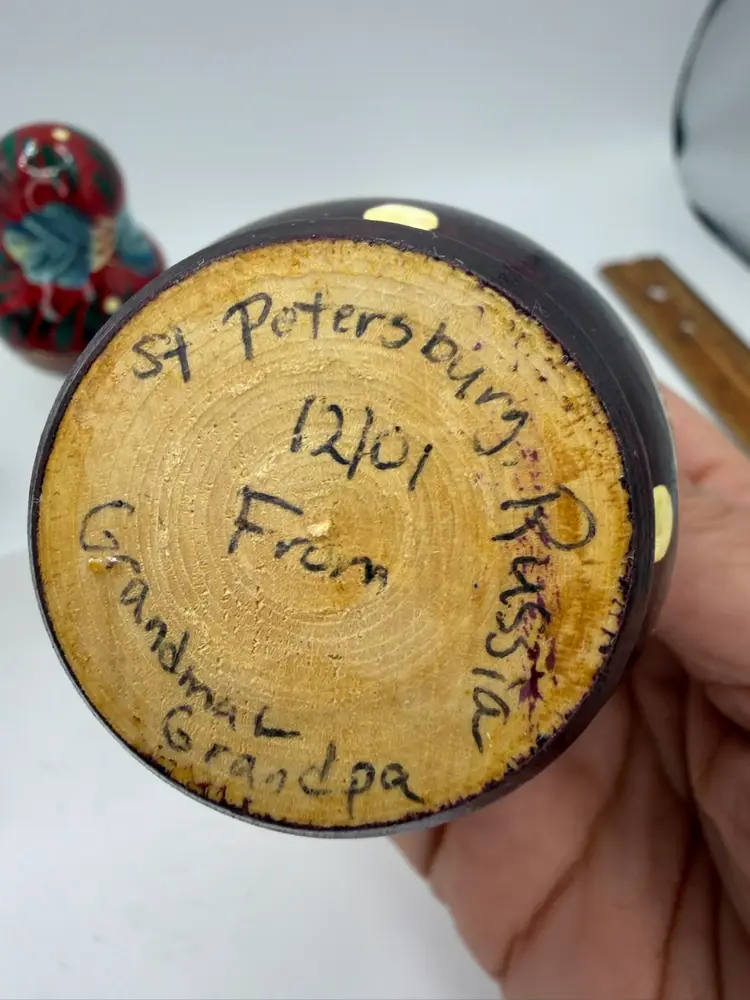 St Petersburg, Russia
12/01
From
Grandma &
Grandpa